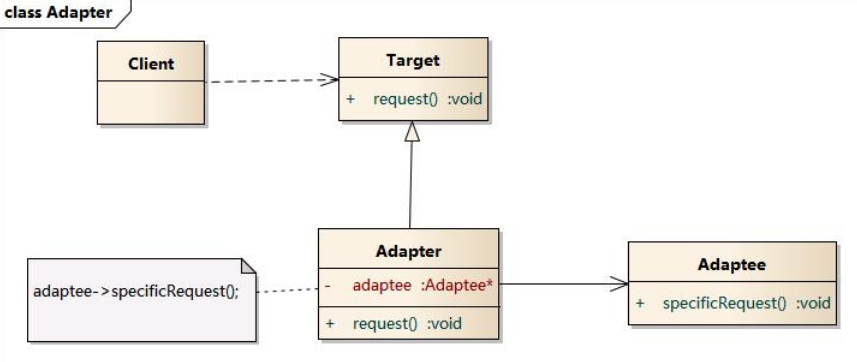 class Adapter
Client
Target
+ request() :void
Adapter
- adaptee :Adaptee*
+ request() :void
adaptee->specificRequest();
Adaptee
+ specificRequest() :void